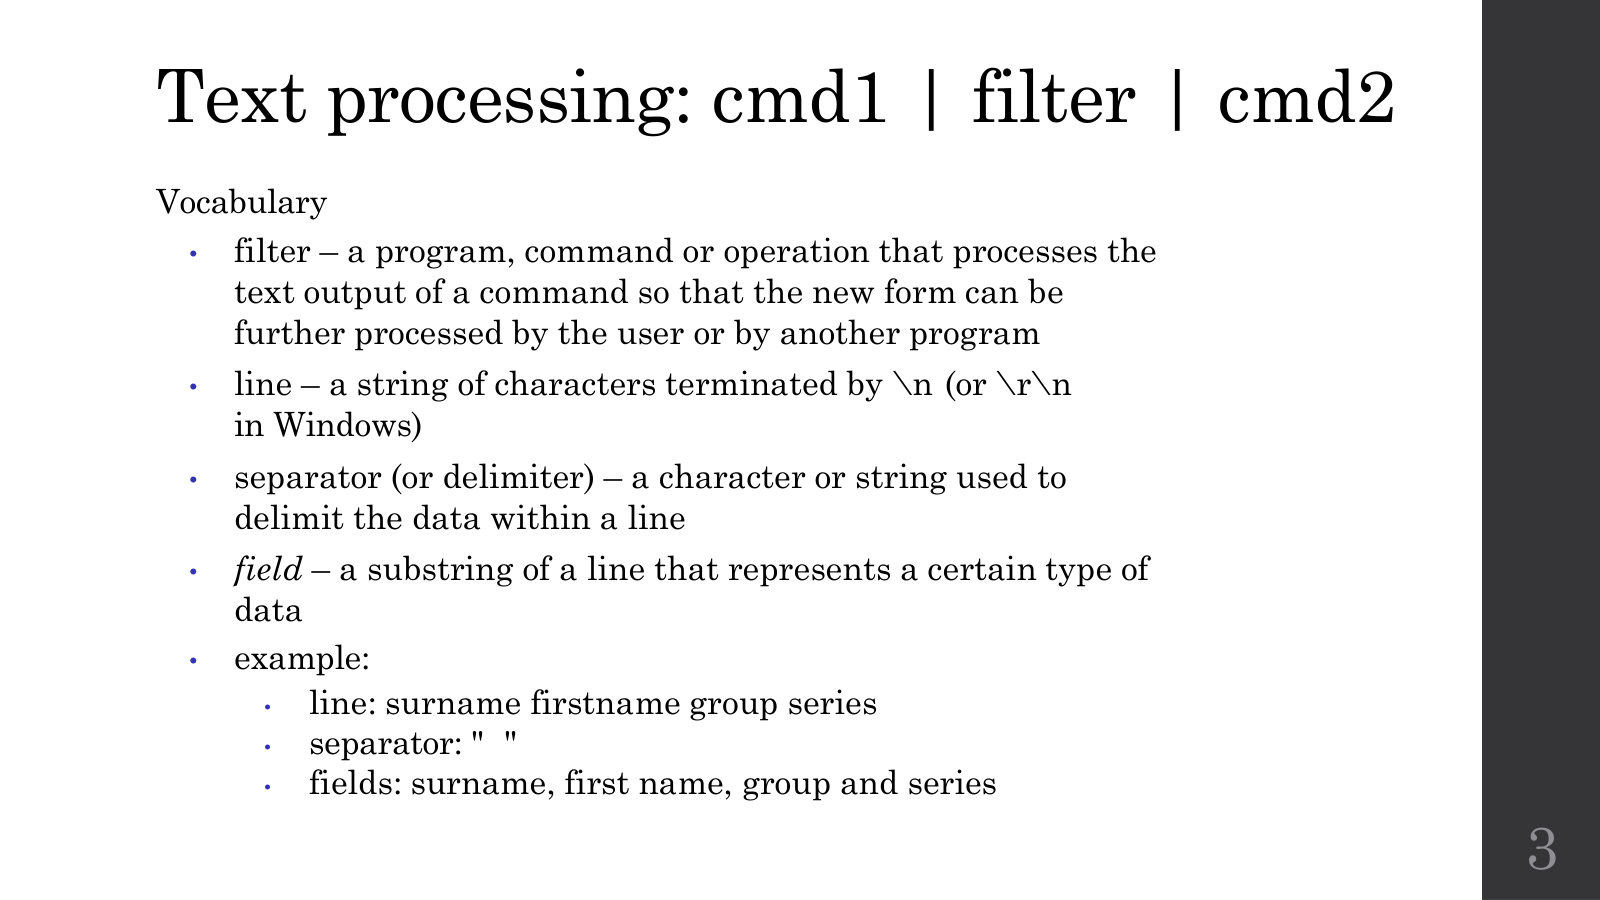 Text processing: cmd1 | filter | cmd2
Vocabulary
• filter – a program, command or operation that processes the
text output of a command so that the new form can be
further processed by the user or by another program
• line – a string of characters terminated by \n (or \r\n
in Windows)
• separator (or delimiter) – a character or string used to
delimit the data within a line
• field – a substring of a line that represents a certain type of
data
• example:
• line: surname firstname group series
• separator: "  "
• fields: surname, first name, group and series
3